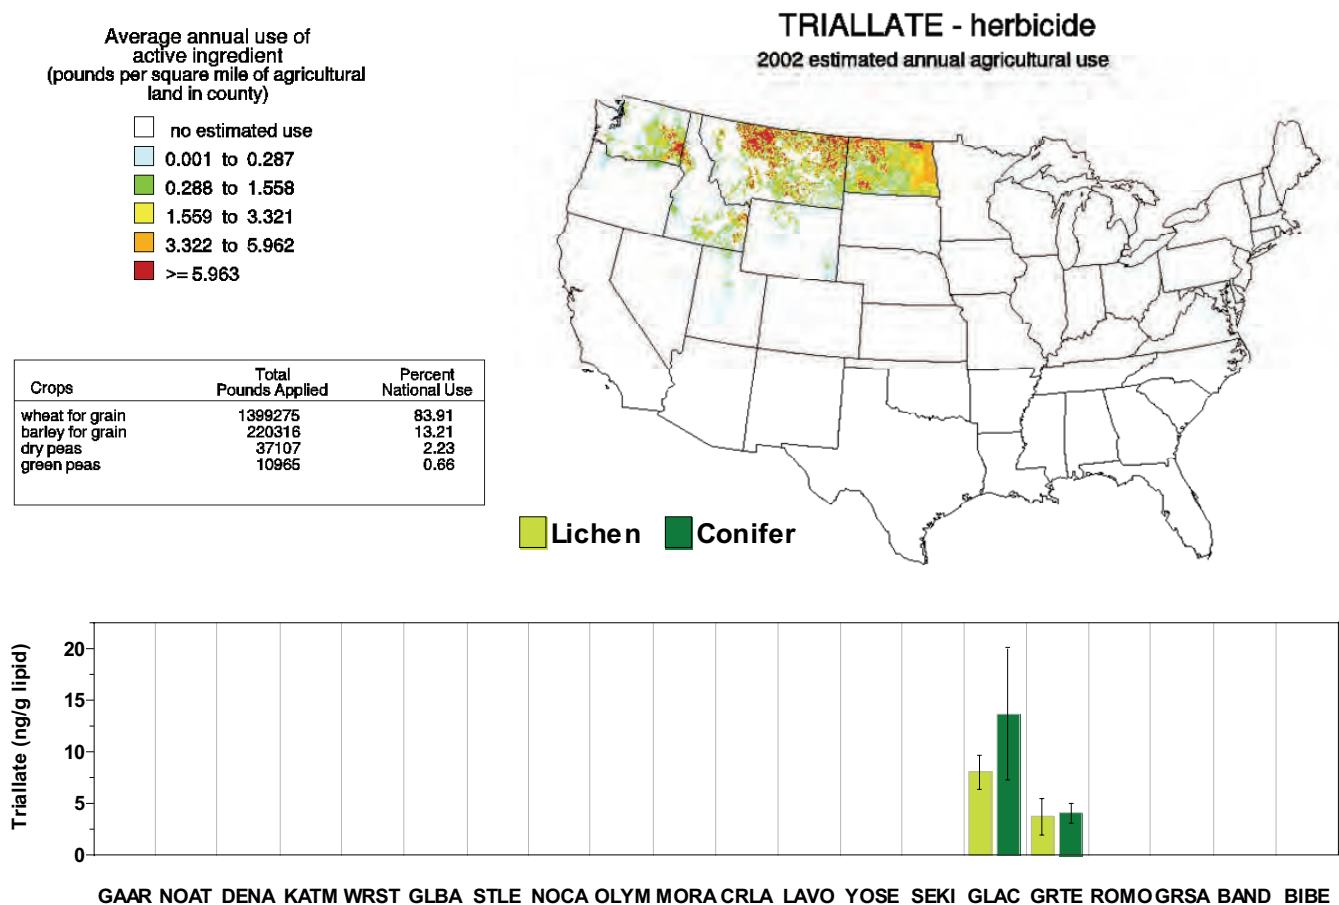 TRIALLATE - herbicide
2002 estimated annual agricultural use
Average annual use of
active ingredient
(pounds per square mile of agricultural
land in county)
no estimated use
0.001 to 0.287
0.288 to 1.558
1.559 to 3.321
3.322 to 5.962
>= 5.963
Crops Total Pounds Applied Percent National Use
wheat for grain 1399275 83.91
barley for grain 220316 13.21
dry peas 37107 2.23
green peas 10965 0.66
Lichen Conifer
Triallate (ng/g lipid)
20
15
10
5
0
GAAR NOAT DENA KATM WRST GLBA STLE NOCA OLYM MORA CRLA LAVO YOSE SEKI GLAC GRTE ROMO GRSA BAND BIBE